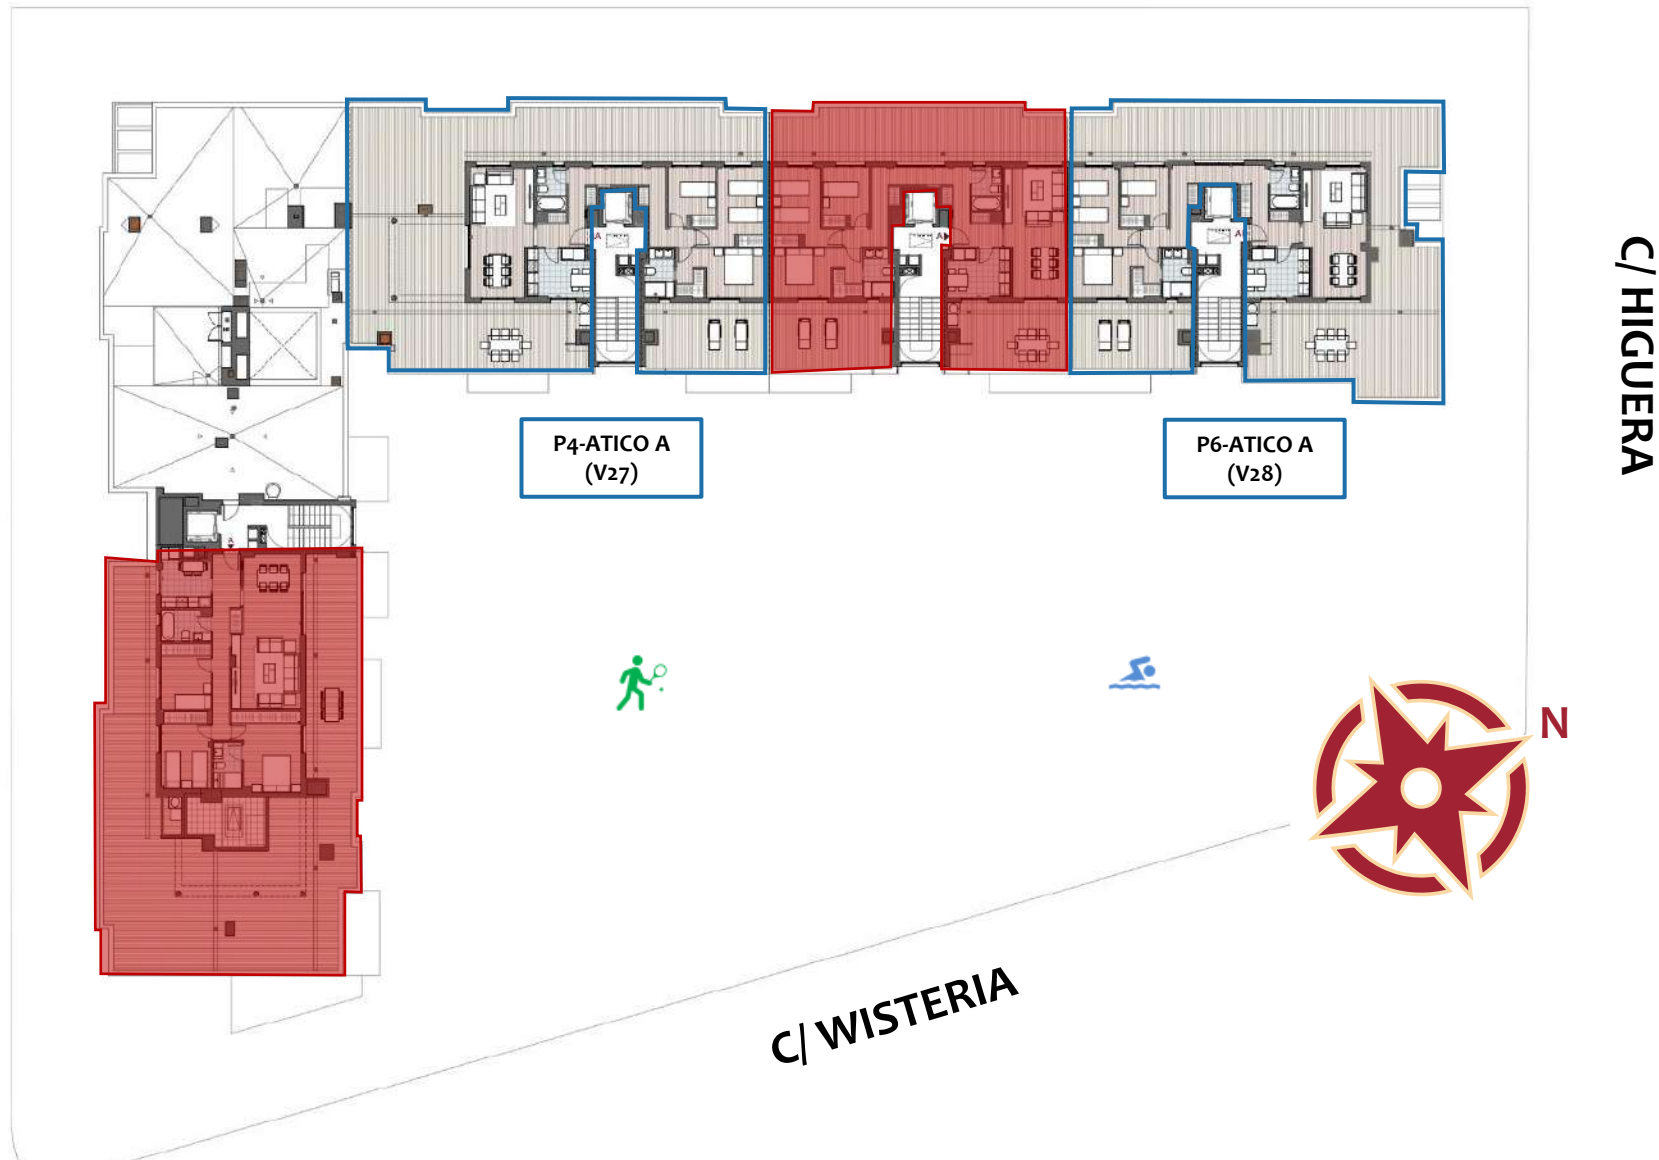 C/ HIGUERA
A
A
A
P4-ATICO A
(V27)
P6-ATICO A
(V28)
A
N
C/ WISTERIA